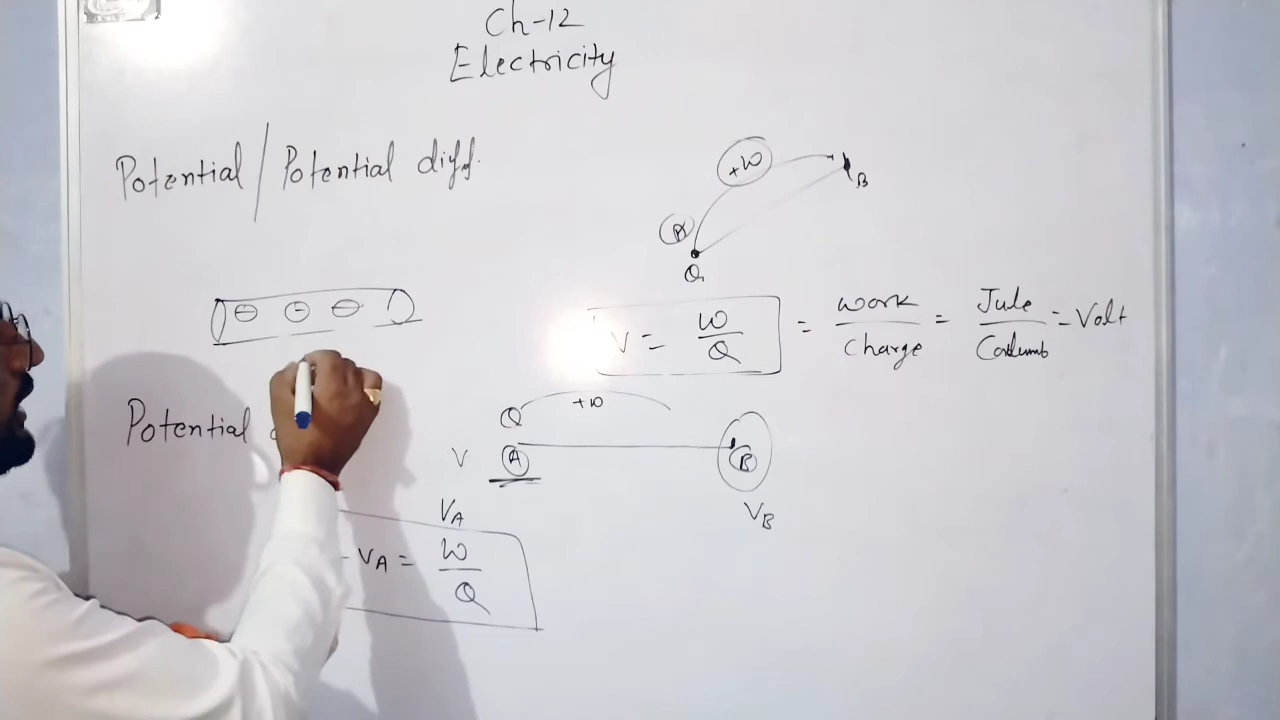 Ch-12
Electricity
Potential / Potential diff.
+W
B
A
Q
V = W/Q = work/charge = Jule/Coulumb = Volt
Potential
Q +W
V A B
VA VB
- VA = W/Q